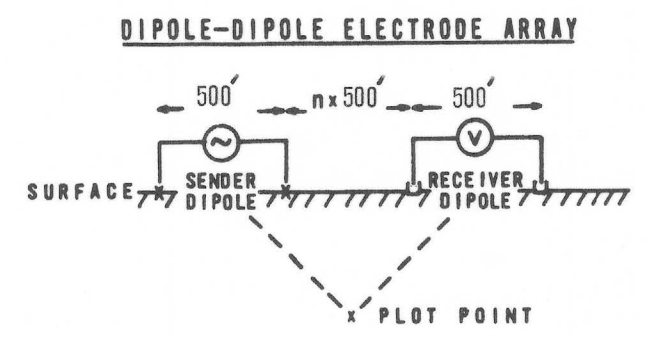 DIPOLE-DIPOLE ELECTRODE ARRAY
500′ n x 500′ 500′
~ V
SURFACE SENDER DIPOLE RECEIVER DIPOLE
x PLOT POINT